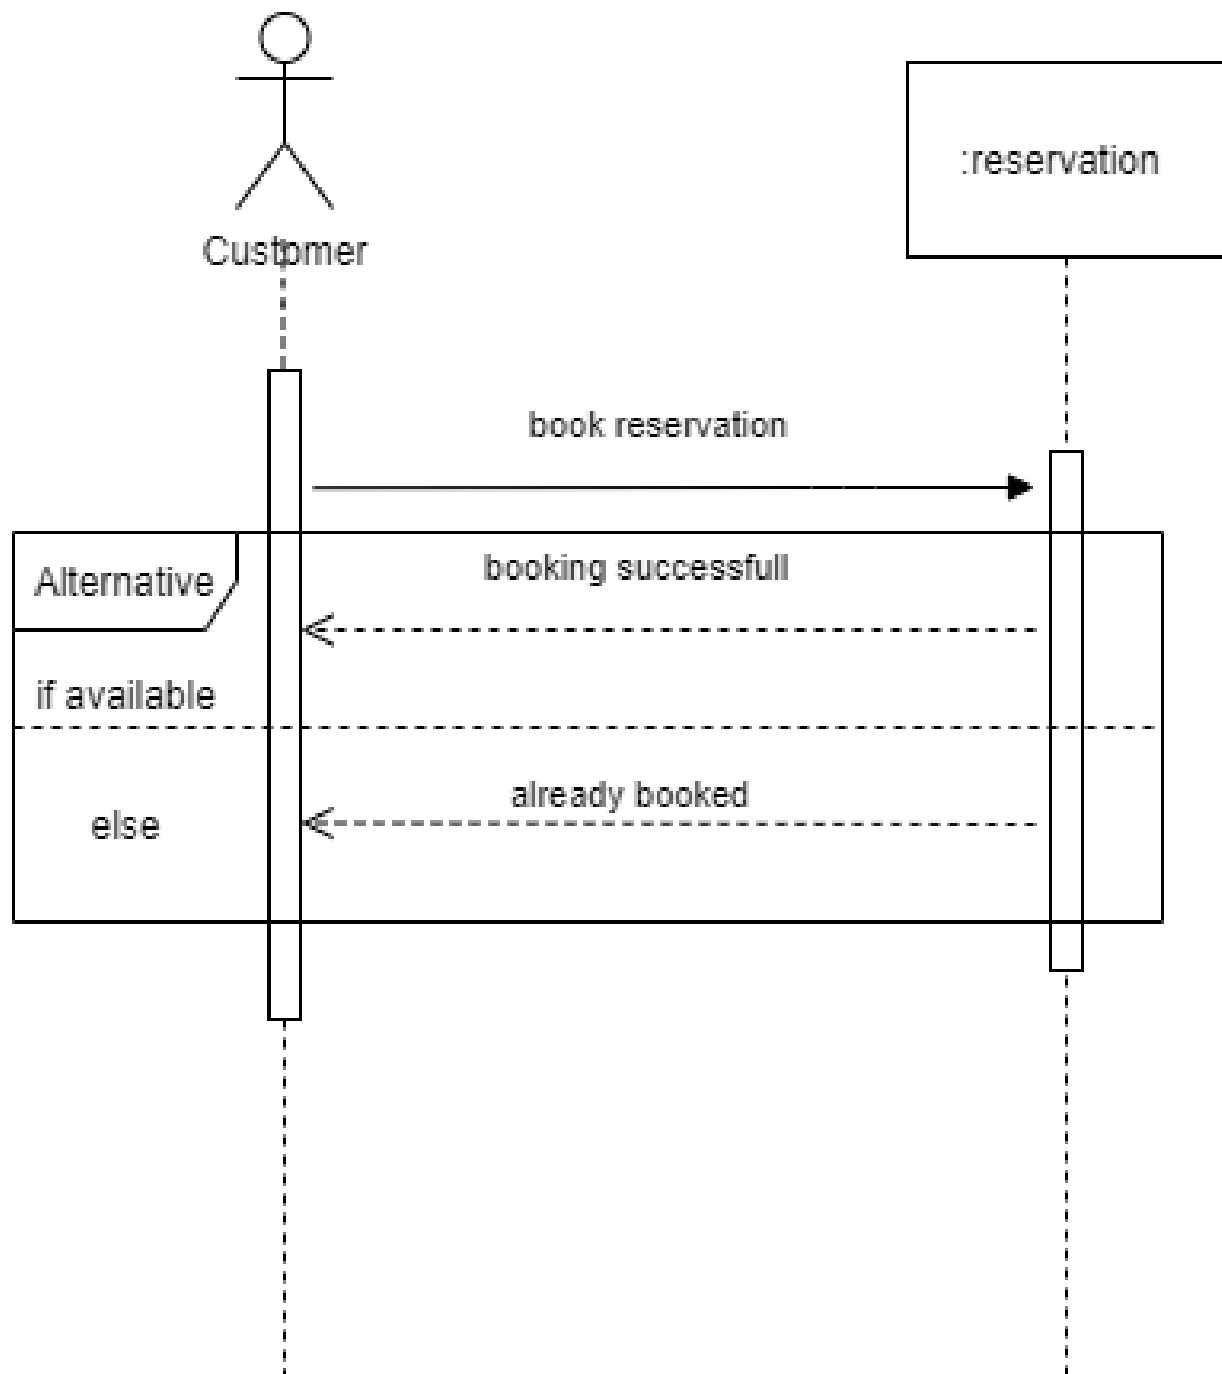 :reservation
Customer
book reservation
Alternative
booking successfull
if available
already booked
else